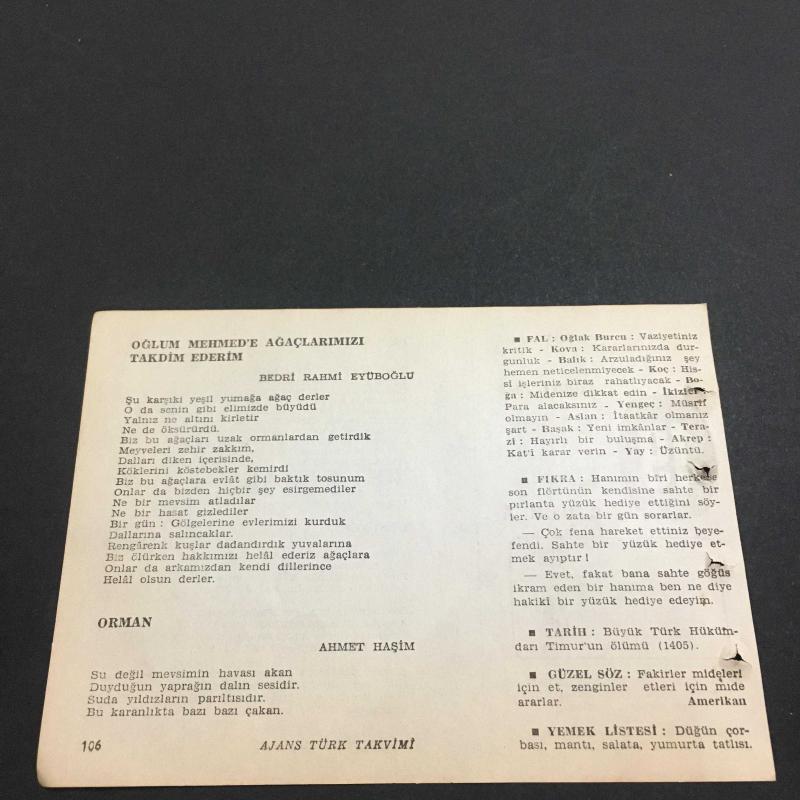 OĞLUM MEHMED'E AĞAÇLARIMIZI
TAKDİM EDERİM
BEDRİ RAHMİ EYÜBOĞLU
Şu karşıki yeşil yumağa ağaç derler
O da senin gibi elimizde büyüdü
Yalnız ne altını kirletir
Ne de öksürürdü.
Biz bu ağaçları uzak ormanlardan getirdik
Meyveleri zehir zakkım,
Dalları diken içerisinde,
Köklerini köstebekler kemirdi
Biz bu ağaçlara evlât gibi baktık tosunum
Onlar da bizden hiçbir şey esirgemediler
Ne bir mevsim atladılar
Ne bir hasat gizlediler
Bir gün : Gölgelerine evlerimizi kurduk
Dallarına salıncaklar.
Rengârenk kuşlar dadandırdık yuvalarına
Biz ölürken hakkımızı helâl ederiz ağaçlara
Onlar da arkamızdan kendi dillerince
Helâl olsun derler.
ORMAN
AHMET HAŞİM
Su değil mevsimin havası akan
Duyduğun yaprağın dalın sesidir.
Suda yıldızların parıltısıdır.
Bu karanlıkta bazı bazı çakan.
106
AJANS TÜRK TAKVİMİ
■ FAL : Oğlak Burcu : Vaziyetiniz
kritik - Kova : Kararlarınızda dur-
gunluk - Balık : Arzuladığınız şey
hemen neticelenmiyecek - Koç : His-
si işleriniz biraz rahatlıyacak - Bo-
ğa : Midenize dikkat edin - İkizler :
Para alacaksınız - Yengeç : Müsrif
olmayın - Aslan : İtaatkâr olmanız
şart - Başak : Yeni imkânlar - Tera-
zi : Hayırlı bir buluşma - Akrep :
Kat'i karar verin - Yay : Üzüntü.
■ FIKRA : Hanımın biri herkese
son flörtünün kendisine sahte bir
pırlanta yüzük hediye ettiğini söy-
ler. Ve o zata bir gün sorarlar.
— Çok fena hareket ettiniz beye-
fendi. Sahte bir yüzük hediye et-
mek ayıptır !
— Evet, fakat bana sahte göğüs
ikram eden bir hanıma ben ne diye
hakikî bir yüzük hediye edeyim.
■ TARİH : Büyük Türk Hüküm-
darı Timur'un ölümü (1405).
■ GÜZEL SÖZ : Fakirler mideleri
için et, zenginler etleri için mide
ararlar. Amerikan
■ YEMEK LİSTESİ : Düğün çor-
bası, mantı, salata, yumurta tatlısı.